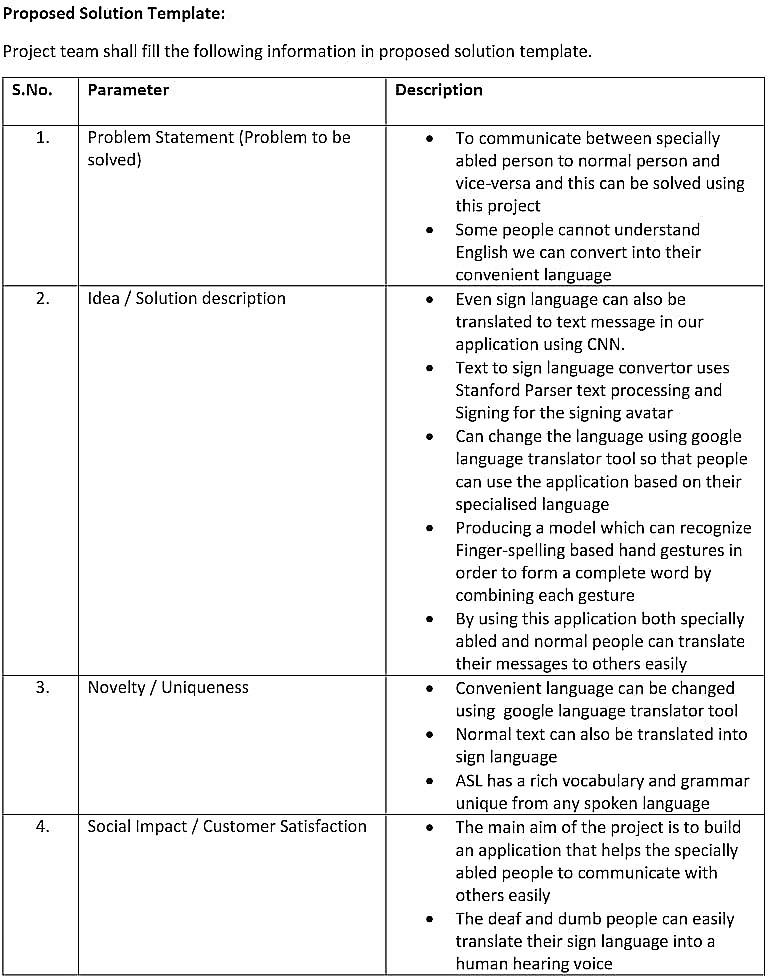 Proposed Solution Template:
Project team shall fill the following information in proposed solution template.
S.No. Parameter Description
1. Problem Statement (Problem to be
solved)
• To communicate between specially
abled person to normal person and
vice-versa and this can be solved using
this project
• Some people cannot understand
English we can convert into their
convenient language
2. Idea / Solution description
• Even sign language can also be
translated to text message in our
application using CNN.
• Text to sign language convertor uses
Stanford Parser text processing and
Signing for the signing avatar
• Can change the language using google
language translator tool so that people
can use the application based on their
specialised language
• Producing a model which can recognize
Finger-spelling based hand gestures in
order to form a complete word by
combining each gesture
• By using this application both specially
abled and normal people can translate
their messages to others easily
3. Novelty / Uniqueness
• Convenient language can be changed
using google language translator tool
• Normal text can also be translated into
sign language
• ASL has a rich vocabulary and grammar
unique from any spoken language
4. Social Impact / Customer Satisfaction
• The main aim of the project is to build
an application that helps the specially
abled people to communicate with
others easily
• The deaf and dumb people can easily
translate their sign language into a
human hearing voice